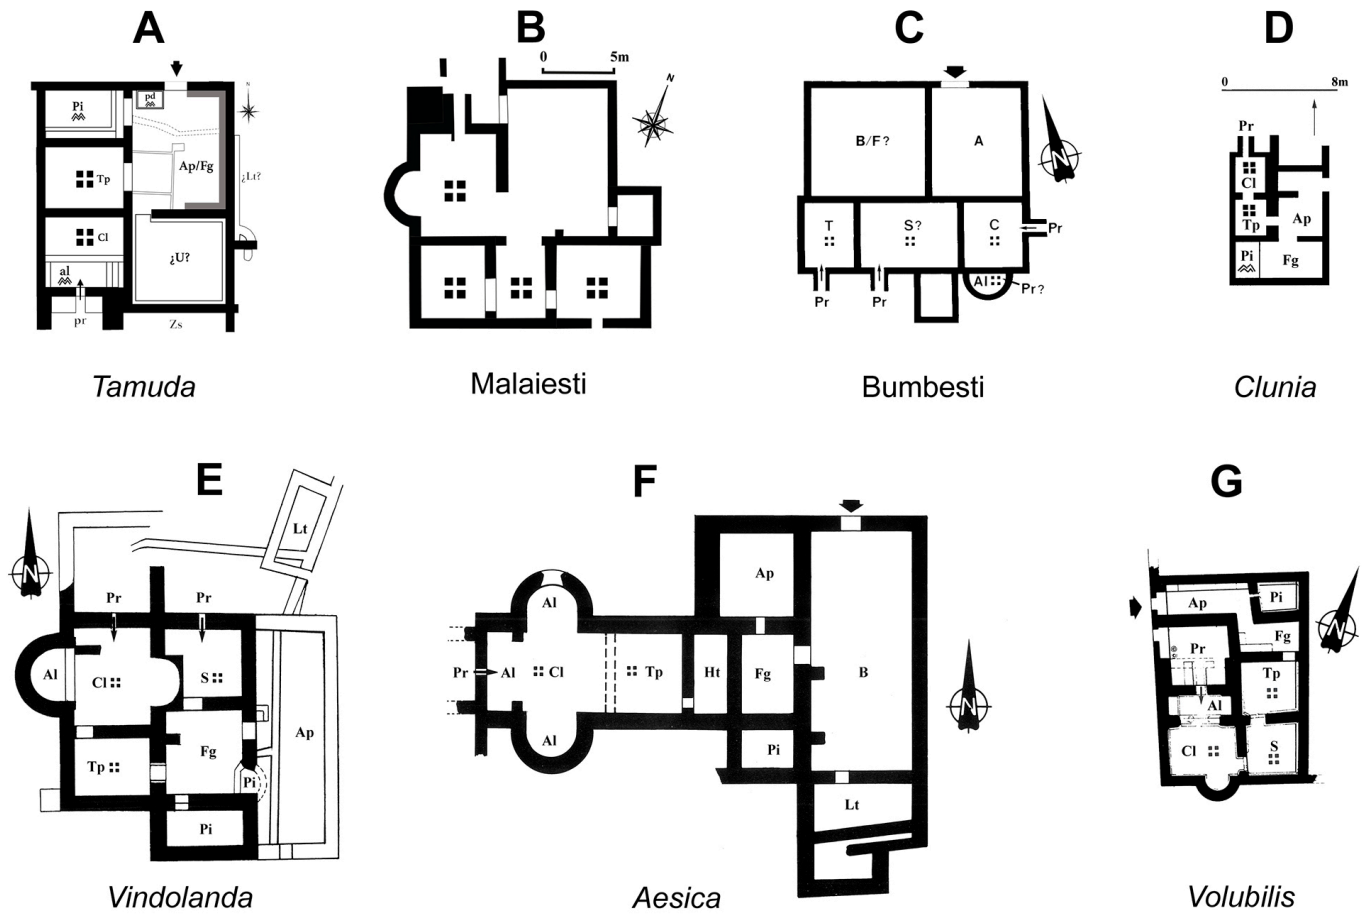 A
B
C
D
0 5m
0 8m
N
N
Pi
pd
Ap/Fg
Tp
¿Lt?
Cl
al
¿U?
pr
Zs
B/F?
A
T
S?
C
Pr
Pr
Pr
Al
Pr?
N
Pr
Cl
Tp
Ap
Pi
Fg
Tamuda
Malaiesti
Bumbesti
Clunia
E
F
G
N
Lt
Pr
Pr
Al
Cl
S
Tp
Fg
Ap
Pi
Pi
Ap
Al
Pr
Al
Cl
Tp
Ht
Fg
B
Al
Pi
Lt
N
Ap
Pi
Pr
Fg
Tp
Al
Cl
S
N
Vindolanda
Aesica
Volubilis